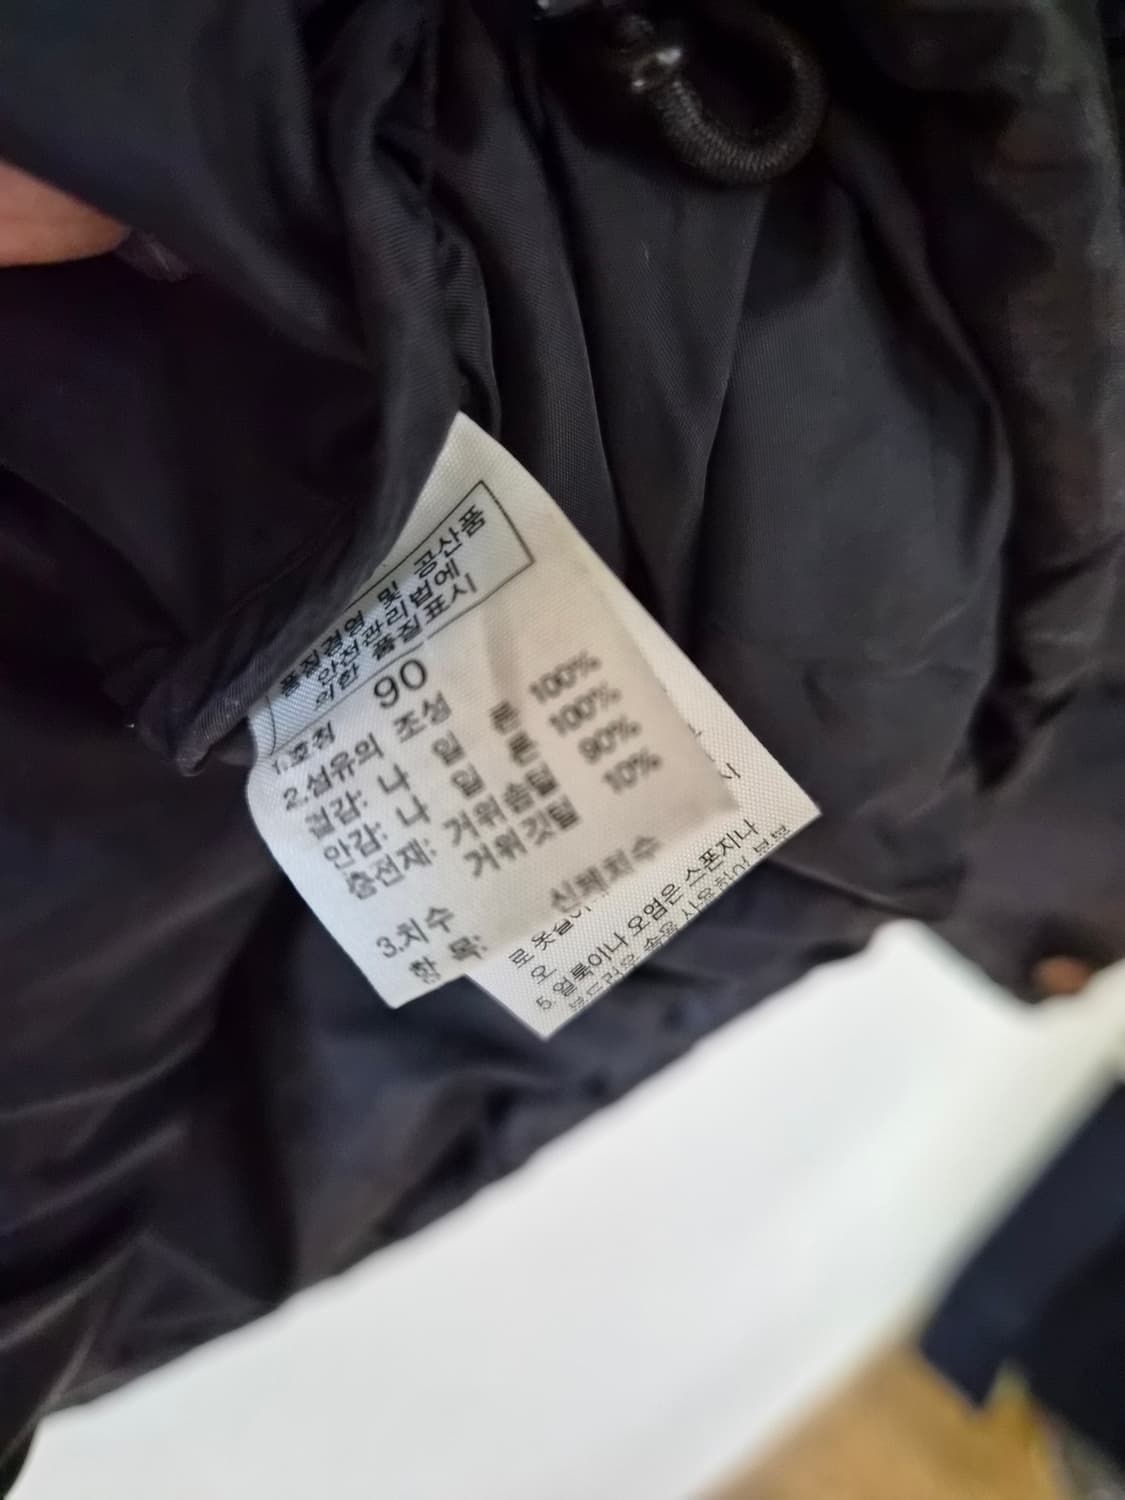 품질경영 및 공산품
안전관리법에
의한 품질표시
1.호칭 90
2.섬유의 조성
겉감: 나 일 론 100%
안감: 나 일 론 100%
충전재: 거위솜털 90%
거위깃털 10%
3.치수 신체치수
항 목:
시
로
오
5 얼룩이나 오염은 스폰지나